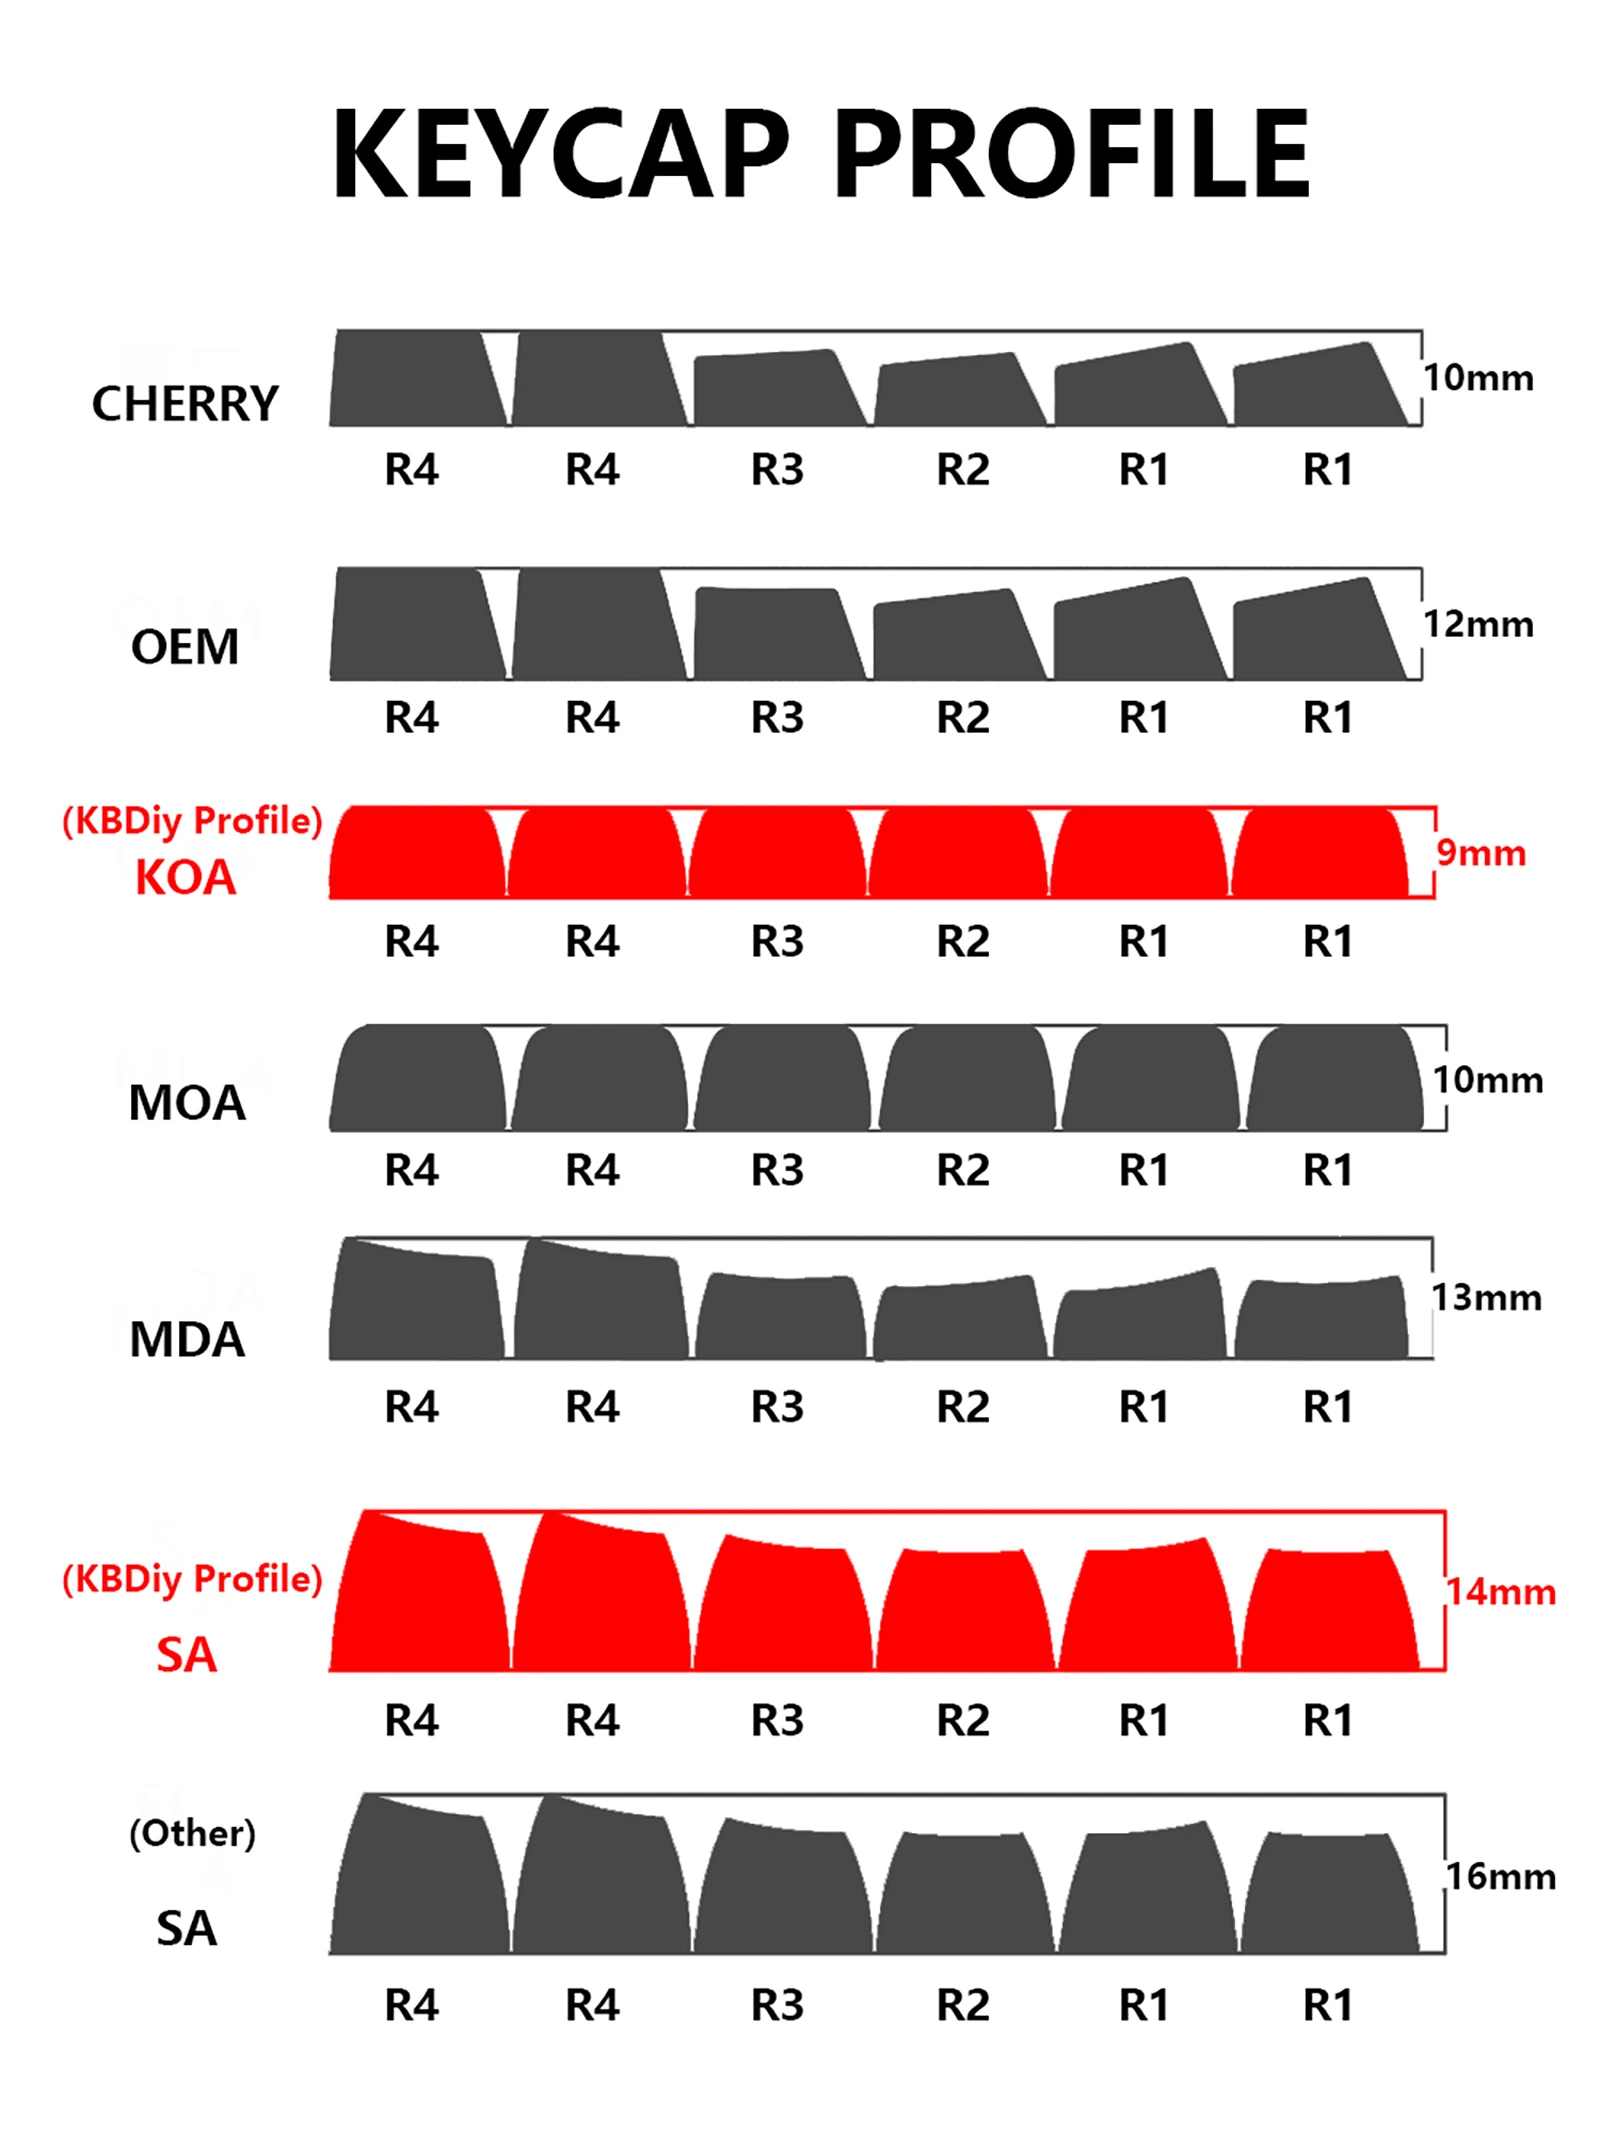 KEYCAP PROFILE
CHERRY
10mm
R4 R4 R3 R2 R1 R1
OEM
12mm
R4 R4 R3 R2 R1 R1
(KBDiy Profile)
KOA
9mm
R4 R4 R3 R2 R1 R1
MOA
10mm
R4 R4 R3 R2 R1 R1
MDA
13mm
R4 R4 R3 R2 R1 R1
(KBDiy Profile)
SA
14mm
R4 R4 R3 R2 R1 R1
(Other)
SA
16mm
R4 R4 R3 R2 R1 R1